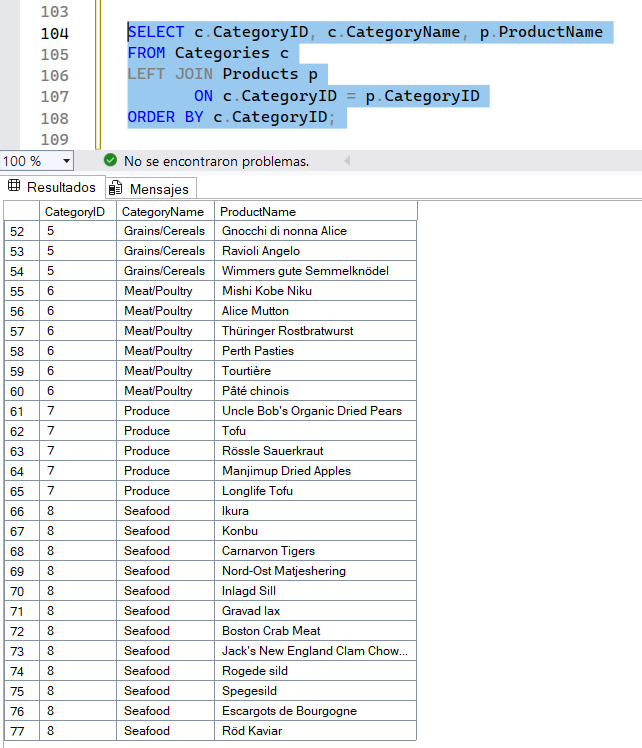 103
104 SELECT c.CategoryID, c.CategoryName, p.ProductName
105 FROM Categories c
106 LEFT JOIN Products p
107 ON c.CategoryID = p.CategoryID
108 ORDER BY c.CategoryID;
109
100 % No se encontraron problemas.
Resultados Mensajes
CategoryID CategoryName ProductName
52 5 Grains/Cereals Gnocchi di nonna Alice
53 5 Grains/Cereals Ravioli Angelo
54 5 Grains/Cereals Wimmers gute Semmelknödel
55 6 Meat/Poultry Mishi Kobe Niku
56 6 Meat/Poultry Alice Mutton
57 6 Meat/Poultry Thüringer Rostbratwurst
58 6 Meat/Poultry Perth Pasties
59 6 Meat/Poultry Tourtière
60 6 Meat/Poultry Pâté chinois
61 7 Produce Uncle Bob's Organic Dried Pears
62 7 Produce Tofu
63 7 Produce Rössle Sauerkraut
64 7 Produce Manjimup Dried Apples
65 7 Produce Longlife Tofu
66 8 Seafood Ikura
67 8 Seafood Konbu
68 8 Seafood Carnarvon Tigers
69 8 Seafood Nord-Ost Matjeshering
70 8 Seafood Inlagd Sill
71 8 Seafood Gravad lax
72 8 Seafood Boston Crab Meat
73 8 Seafood Jack's New England Clam Chow...
74 8 Seafood Rogede sild
75 8 Seafood Spegesild
76 8 Seafood Escargots de Bourgogne
77 8 Seafood Röd Kaviar